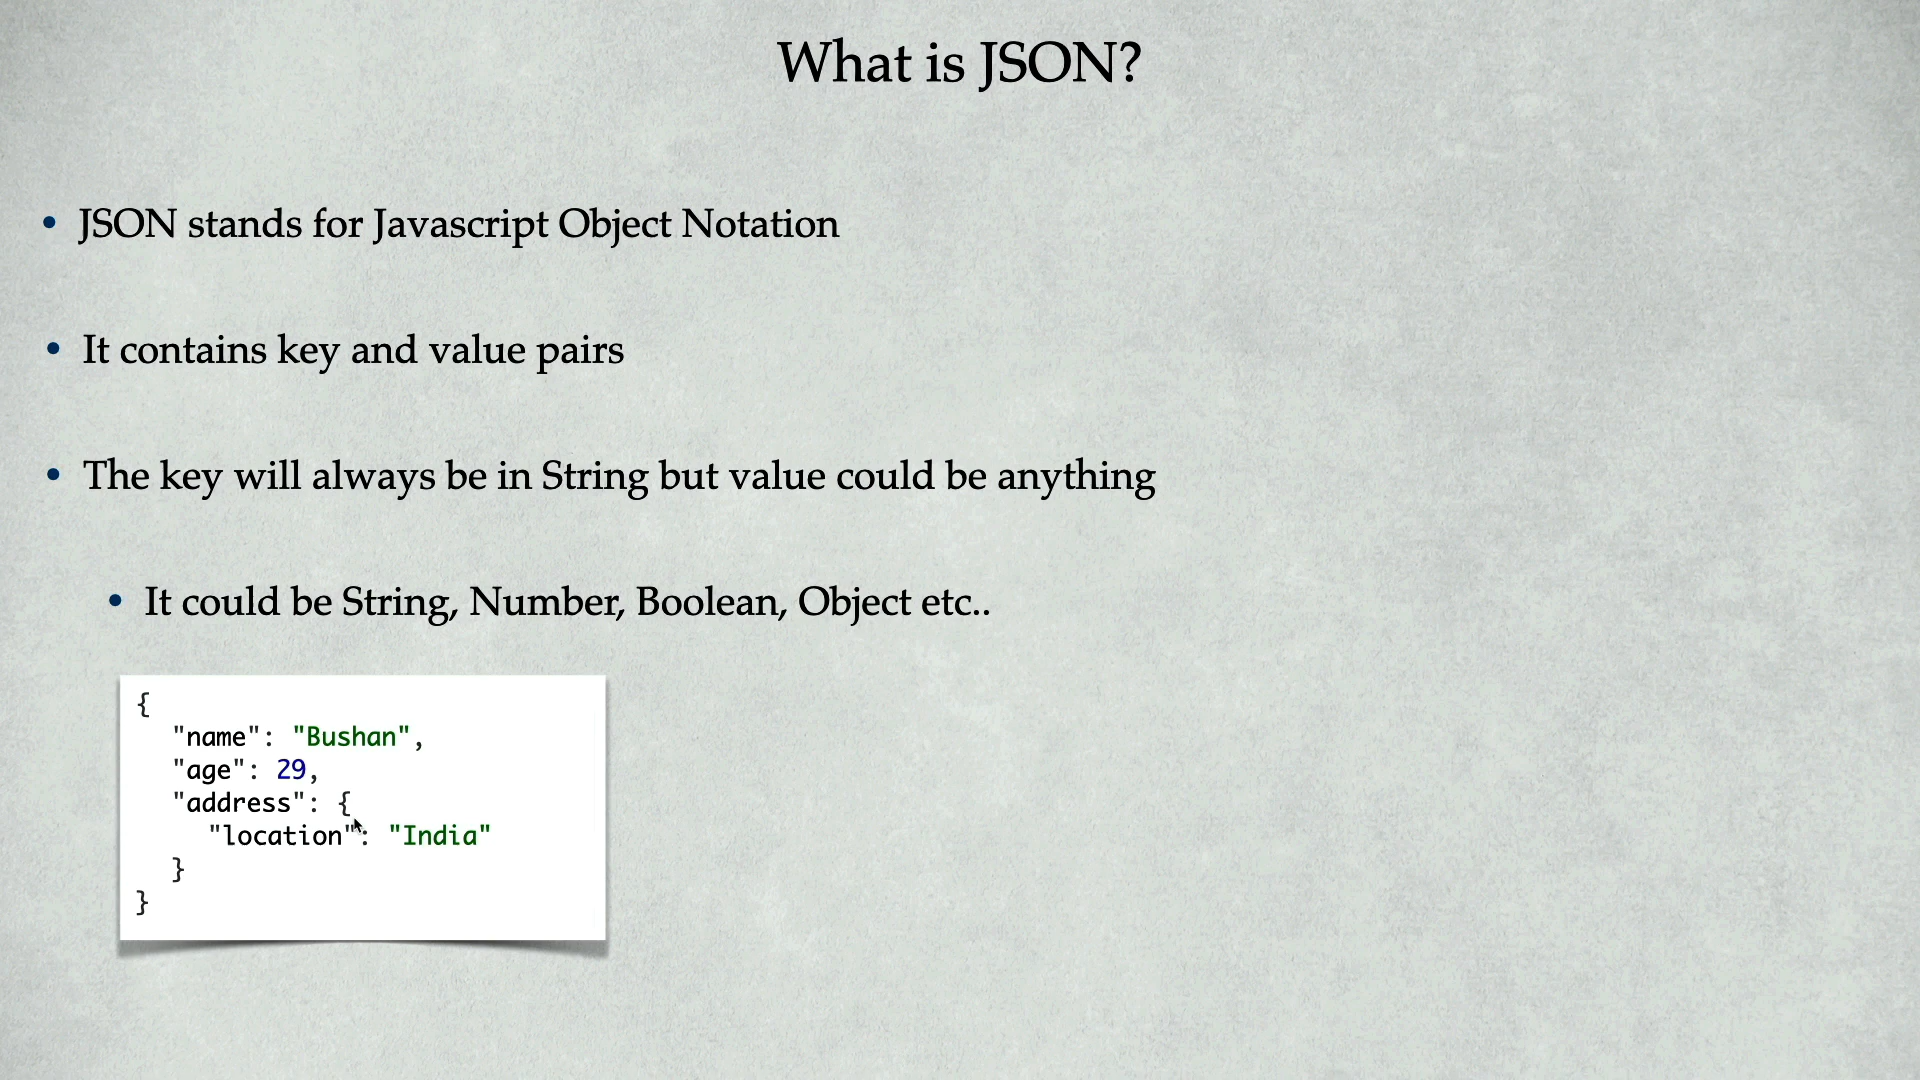 What is JSON?
• JSON stands for Javascript Object Notation
• It contains key and value pairs
• The key will always be in String but value could be anything
• It could be String, Number, Boolean, Object etc..
{
"name": "Bushan",
"age": 29,
"address": {
"location": "India"
}
}